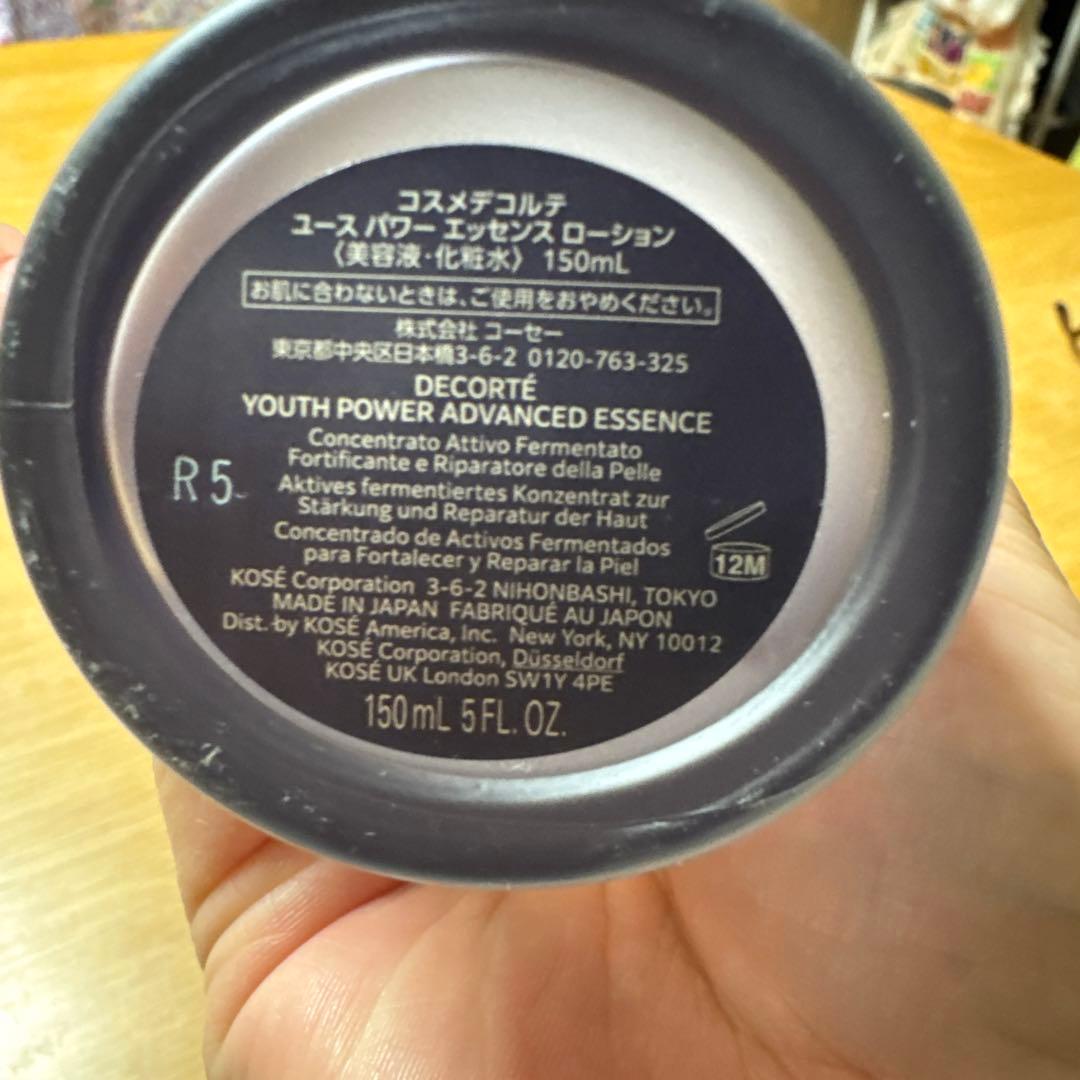 コスメデコルテ
ユース パワー エッセンス ローション
〈美容液・化粧水〉 150mL
お肌に合わないときは、ご使用をおやめください。
株式会社 コーセー
東京都中央区日本橋3-6-2 0120-763-325
DECORTÉ
YOUTH POWER ADVANCED ESSENCE
Concentrato Attivo Fermentato
Fortificante e Riparatore della Pelle
R 5
Aktives fermentiertes Konzentrat zur
Stärkung und Reparatur der Haut
Concentrado de Activos Fermentados
para Fortalecer y Reparar la Piel
12M
KOSÉ Corporation 3-6-2 NIHONBASHI, TOKYO
MADE IN JAPAN FABRIQUÉ AU JAPON
Dist. by KOSÉ America, Inc. New York, NY 10012
KOSÉ Corporation, Düsseldorf
KOSÉ UK London SW1Y 4PE
150 mL 5 FL. OZ.